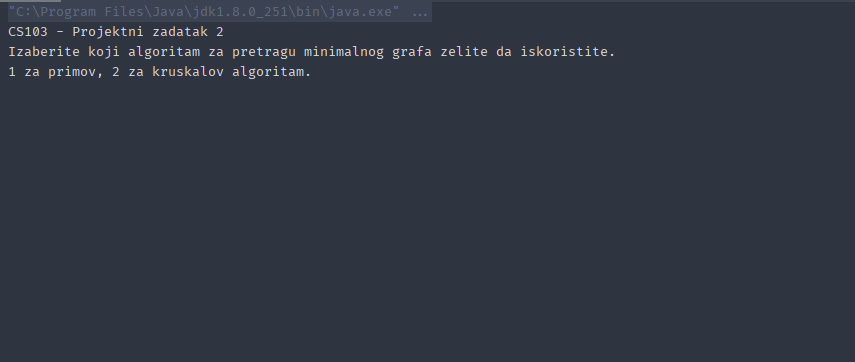 "C:\Program Files\Java\jdk1.8.0_251\bin\java.exe" ...
CS103 - Projektni zadatak 2
Izaberite koji algoritam za pretragu minimalnog grafa zelite da iskoristite.
1 za primov, 2 za kruskalov algoritam.